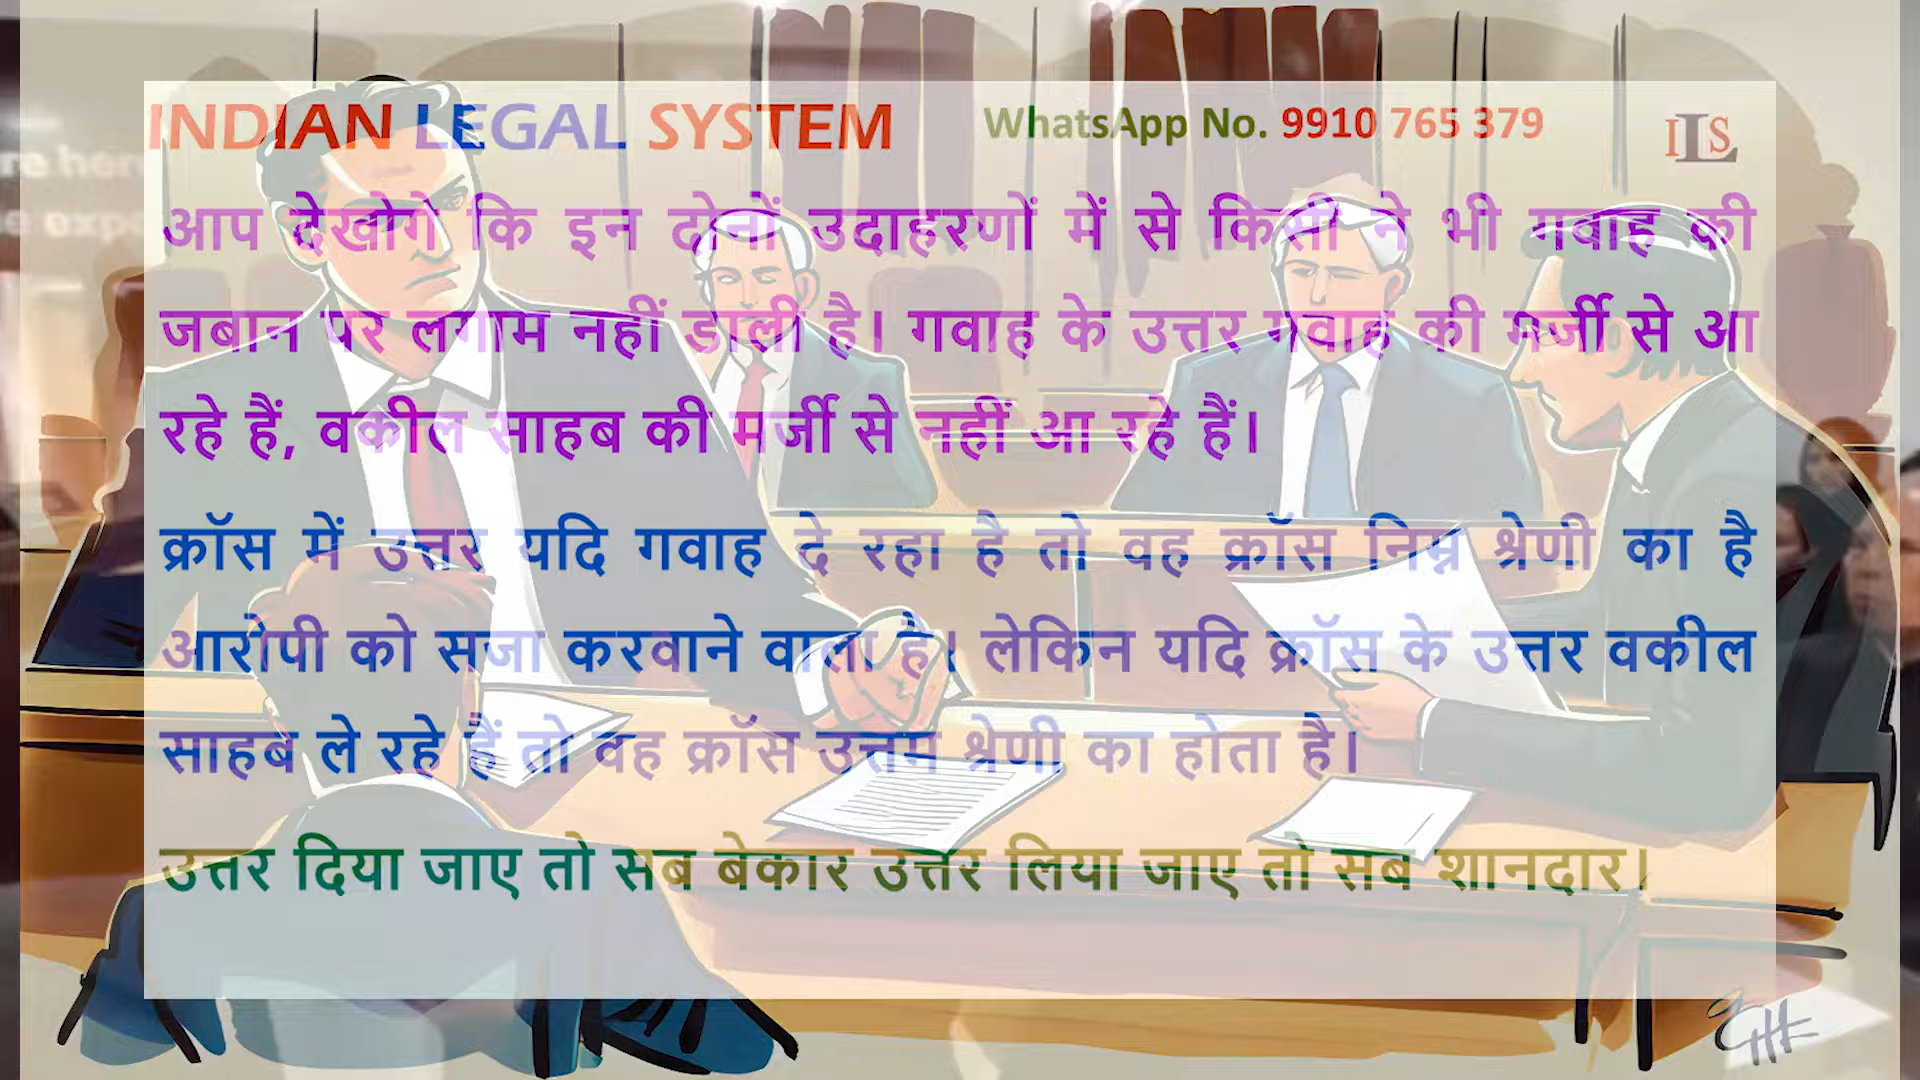 INDIAN LEGAL SYSTEM WhatsApp No. 9910 765 379 ILS
आप देखोगे कि इन दोनों उदाहरणों में से किसी ने भी गवाह की
जबान पर लगाम नहीं डाली है। गवाह के उत्तर गवाह की मर्जी से आ
रहे हैं, वकील साहब की मर्जी से नहीं आ रहे हैं।
क्रॉस में उत्तर यदि गवाह दे रहा है तो वह क्रॉस निम्न श्रेणी का है
आरोपी को सजा करवाने वाला है। लेकिन यदि क्रॉस के उत्तर वकील
साहब ले रहे हैं तो वह क्रॉस उत्तम श्रेणी का होता है।
उत्तर दिया जाए तो सब बेकार उत्तर लिया जाए तो सब शानदार।